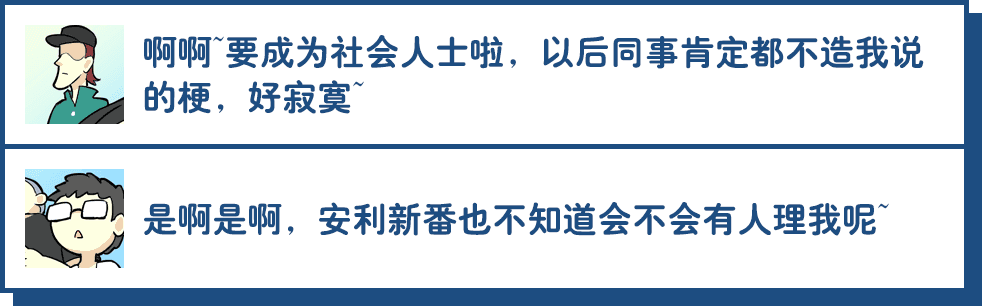 啊啊~要成为社会人士啦，以后同事肯定都不造我说
的梗，好寂寞~
是啊是啊，安利新番也不知道会不会有人理我呢~